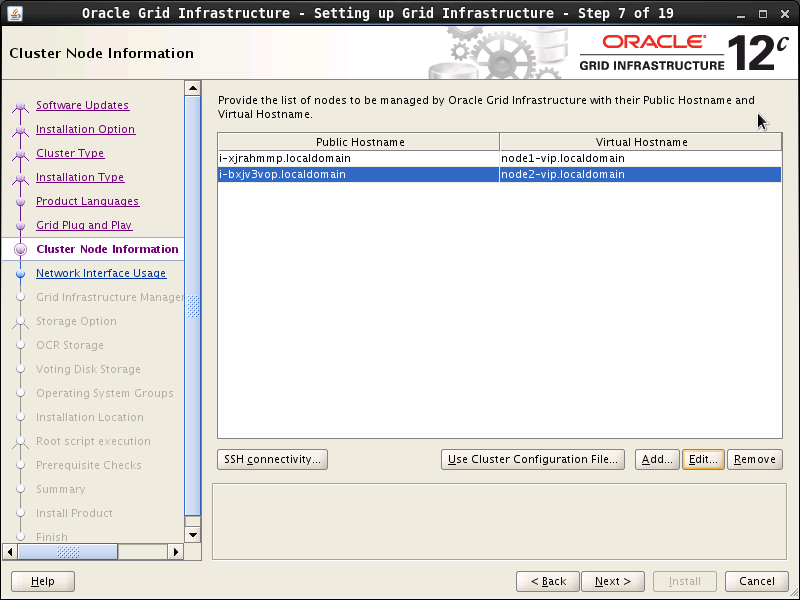 Oracle Grid Infrastructure - Setting up Grid Infrastructure - Step 7 of 19
Cluster Node Information
ORACLE
GRID INFRASTRUCTURE
12c
Software Updates
Installation Option
Cluster Type
Installation Type
Product Languages
Grid Plug and Play
Cluster Node Information
Network Interface Usage
Grid Infrastructure Manager
Storage Option
OCR Storage
Voting Disk Storage
Operating System Groups
Installation Location
Root script execution
Prerequisite Checks
Summary
Install Product
Finish
Provide the list of nodes to be managed by Oracle Grid Infrastructure with their Public Hostname and
Virtual Hostname.
Public Hostname Virtual Hostname
i-xjrahmmp.localdomain node1-vip.localdomain
i-bxjv3vop.localdomain node2-vip.localdomain
SSH connectivity... Use Cluster Configuration File... Add... Edit... Remove
Help < Back Next > Install Cancel